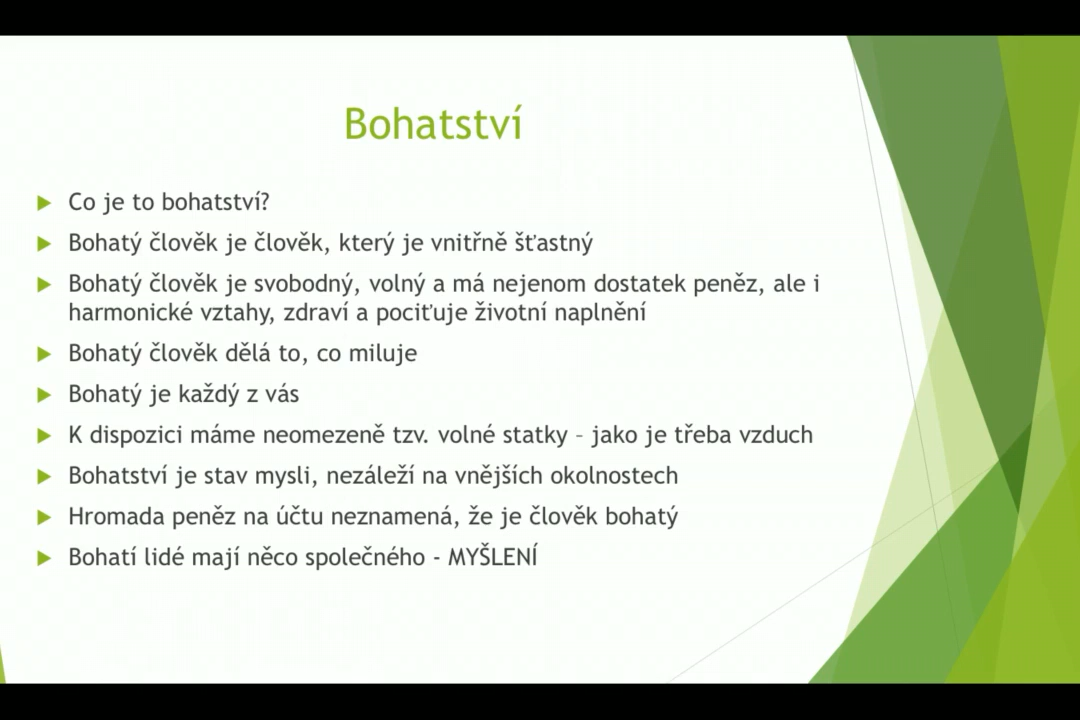 Bohatství
Co je to bohatství?
Bohatý člověk je člověk, který je vnitřně šťastný
Bohatý člověk je svobodný, volný a má nejenom dostatek peněz, ale i
harmonické vztahy, zdraví a pociťuje životní naplnění
Bohatý člověk dělá to, co miluje
Bohatý je každý z vás
K dispozici máme neomezeně tzv. volné statky – jako je třeba vzduch
Bohatství je stav mysli, nezáleží na vnějších okolnostech
Hromada peněz na účtu neznamená, že je člověk bohatý
Bohatí lidé mají něco společného - MYŠLENÍ